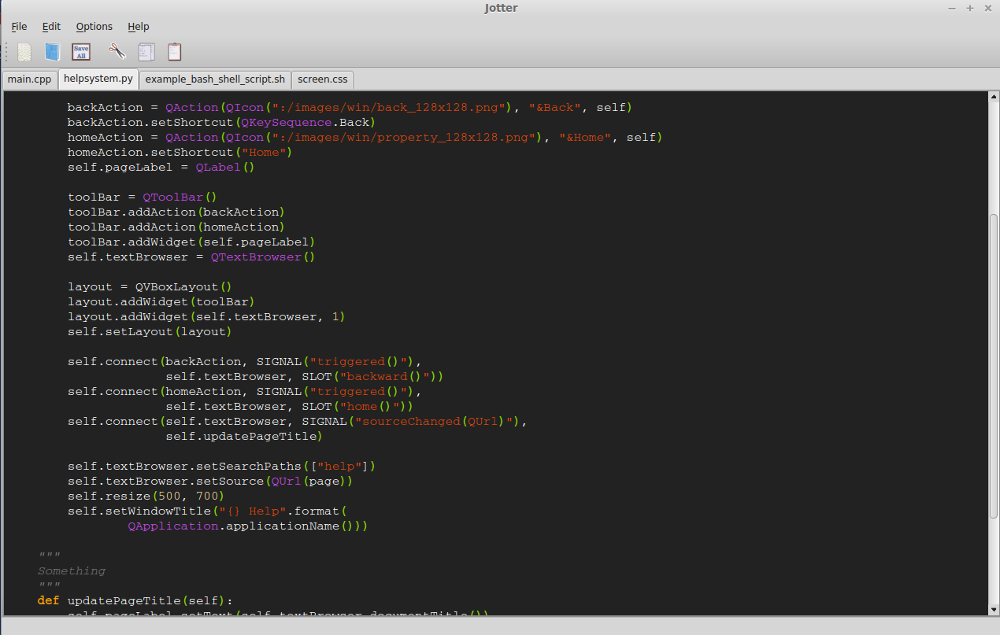 Jotter
File Edit Options Help
Save All
main.cpp helpsystem.py example_bash_shell_script.sh screen.css
backAction = QAction(QIcon(":/images/win/back_128x128.png"), "&Back", self)
backAction.setShortcut(QKeySequence.Back)
homeAction = QAction(QIcon(":/images/win/property_128x128.png"), "&Home", self)
homeAction.setShortcut("Home")
self.pageLabel = QLabel()
toolBar = QToolBar()
toolBar.addAction(backAction)
toolBar.addAction(homeAction)
toolBar.addWidget(self.pageLabel)
self.textBrowser = QTextBrowser()
layout = QVBoxLayout()
layout.addWidget(toolBar)
layout.addWidget(self.textBrowser, 1)
self.setLayout(layout)
self.connect(backAction, SIGNAL("triggered()"),
self.textBrowser, SLOT("backward()"))
self.connect(homeAction, SIGNAL("triggered()"),
self.textBrowser, SLOT("home()"))
self.connect(self.textBrowser, SIGNAL("sourceChanged(QUrl)"),
self.updatePageTitle)
self.textBrowser.setSearchPaths(["help"])
self.textBrowser.setSource(QUrl(page))
self.resize(500, 700)
self.setWindowTitle("{} Help".format(
QApplication.applicationName()))
"""
Something
"""
def updatePageTitle(self):
self.pageLabel.setText(self.textBrowser.documentTitle())